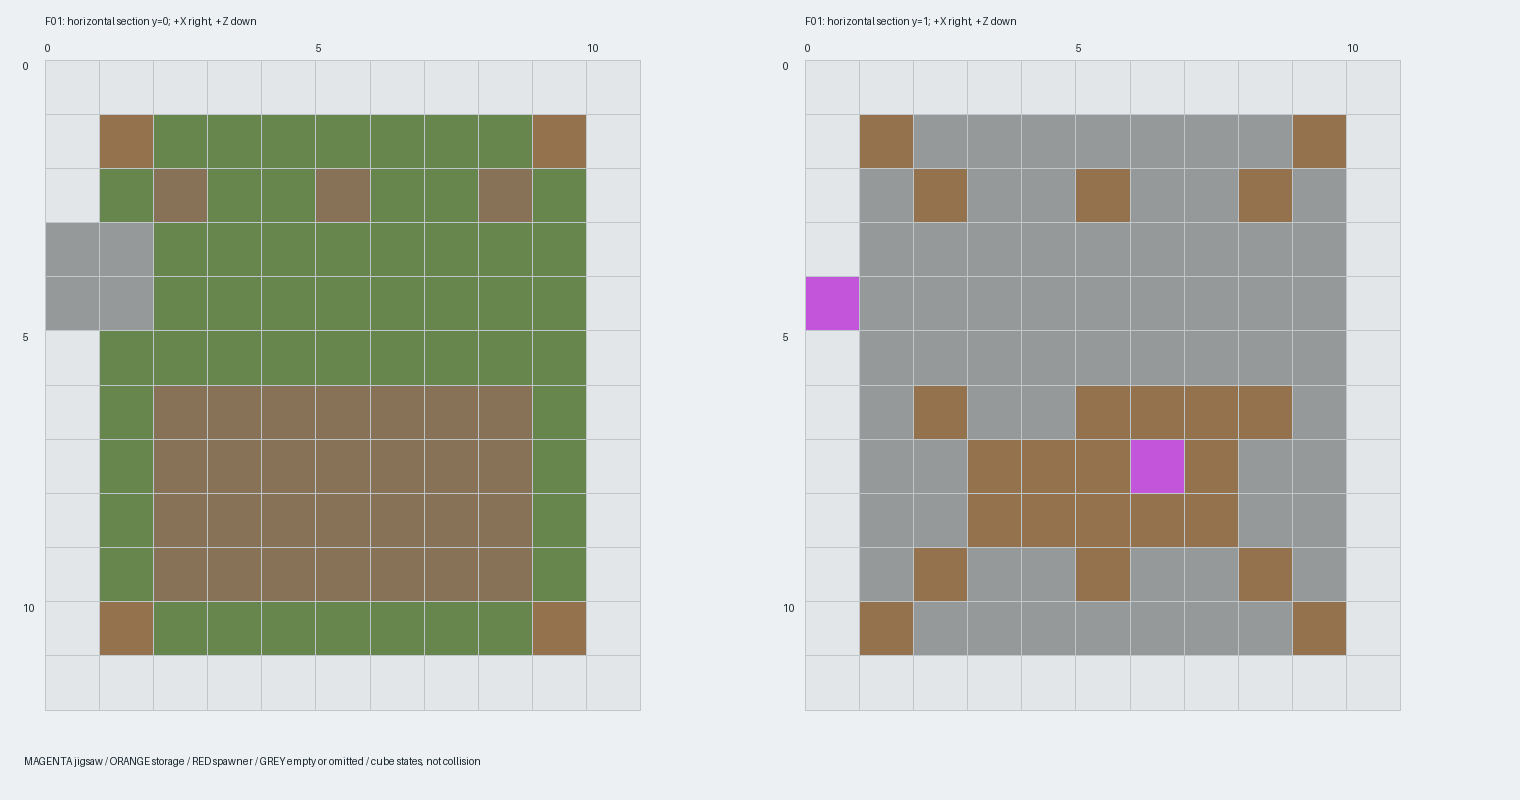 F01: horizontal section y=0; +X right, +Z down
F01: horizontal section y=1; +X right, +Z down
0 5 10
0 5 10
0
0
5
5
10
10
MAGENTA jigsaw / ORANGE storage / RED spawner / GREY empty or omitted / cube states, not collision